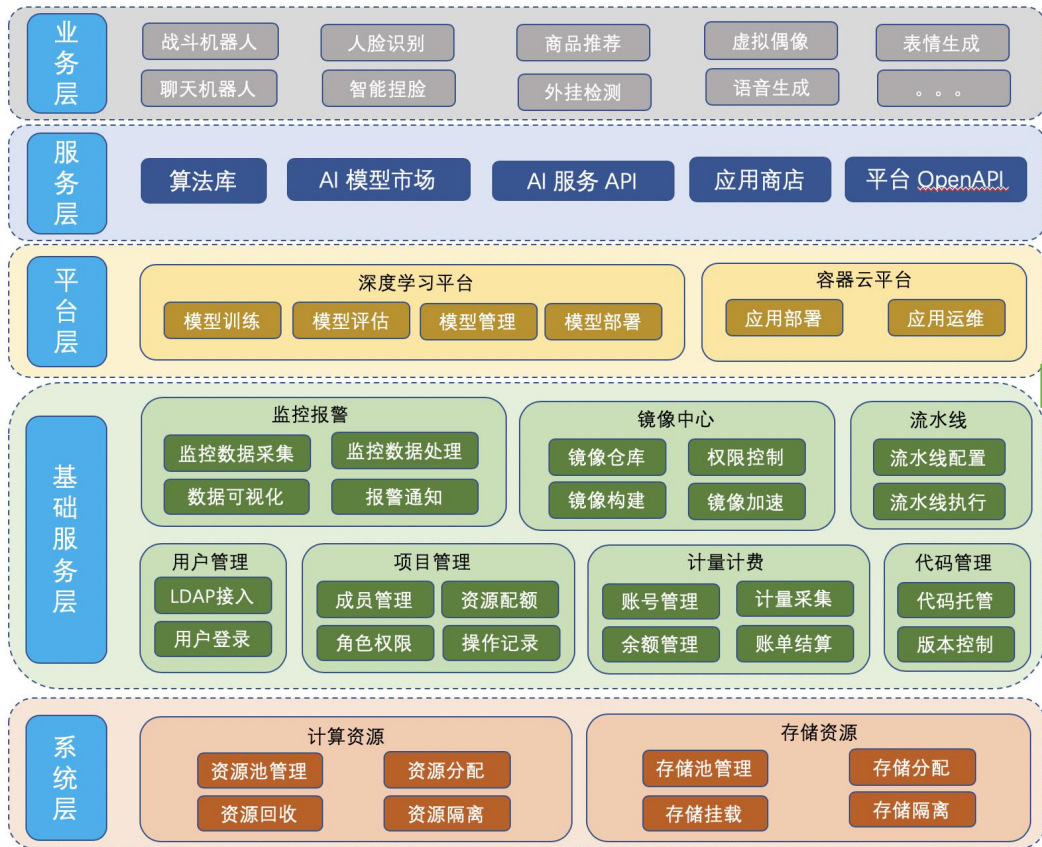 业务层
战斗机器人 人脸识别 商品推荐 虚拟偶像 表情生成
聊天机器人 智能捏脸 外挂检测 语音生成 。。。
服务层
算法库 AI 模型市场 AI 服务 API 应用商店 平台 OpenAPI
平台层
深度学习平台 容器云平台
模型训练 模型评估 模型管理 模型部署 应用部署 应用运维
基础服务层
监控报警 镜像中心 流水线
监控数据采集 监控数据处理 镜像仓库 权限控制 流水线配置
数据可视化 报警通知 镜像构建 镜像加速 流水线执行
用户管理 项目管理 计量计费 代码管理
LDAP接入 成员管理 资源配额 账号管理 计量采集 代码托管
用户登录 角色权限 操作记录 余额管理 账单结算 版本控制
系统层
计算资源 存储资源
资源池管理 资源分配 存储池管理 存储分配
资源回收 资源隔离 存储挂载 存储隔离